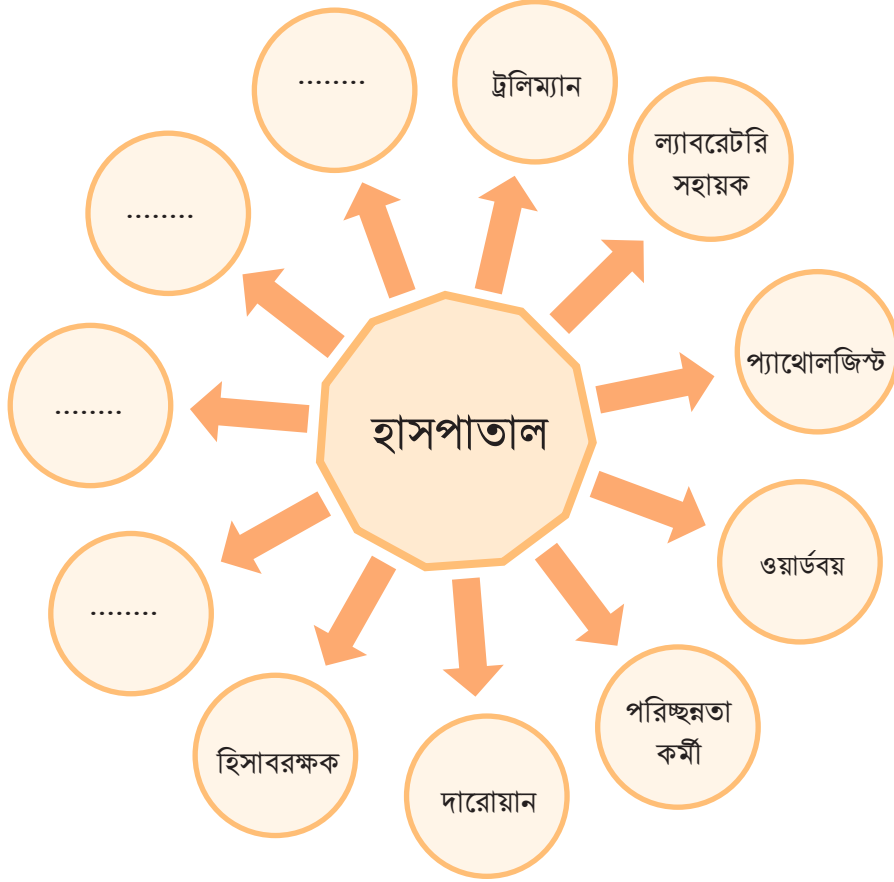 ........
ট্রলিম্যান
ল্যাবরেটরি
সহায়ক
........
প্যাথোলজিস্ট
........
হাসপাতাল
ওয়ার্ডবয়
........
পরিচ্ছন্নতা
কর্মী
হিসাবরক্ষক
দারোয়ান